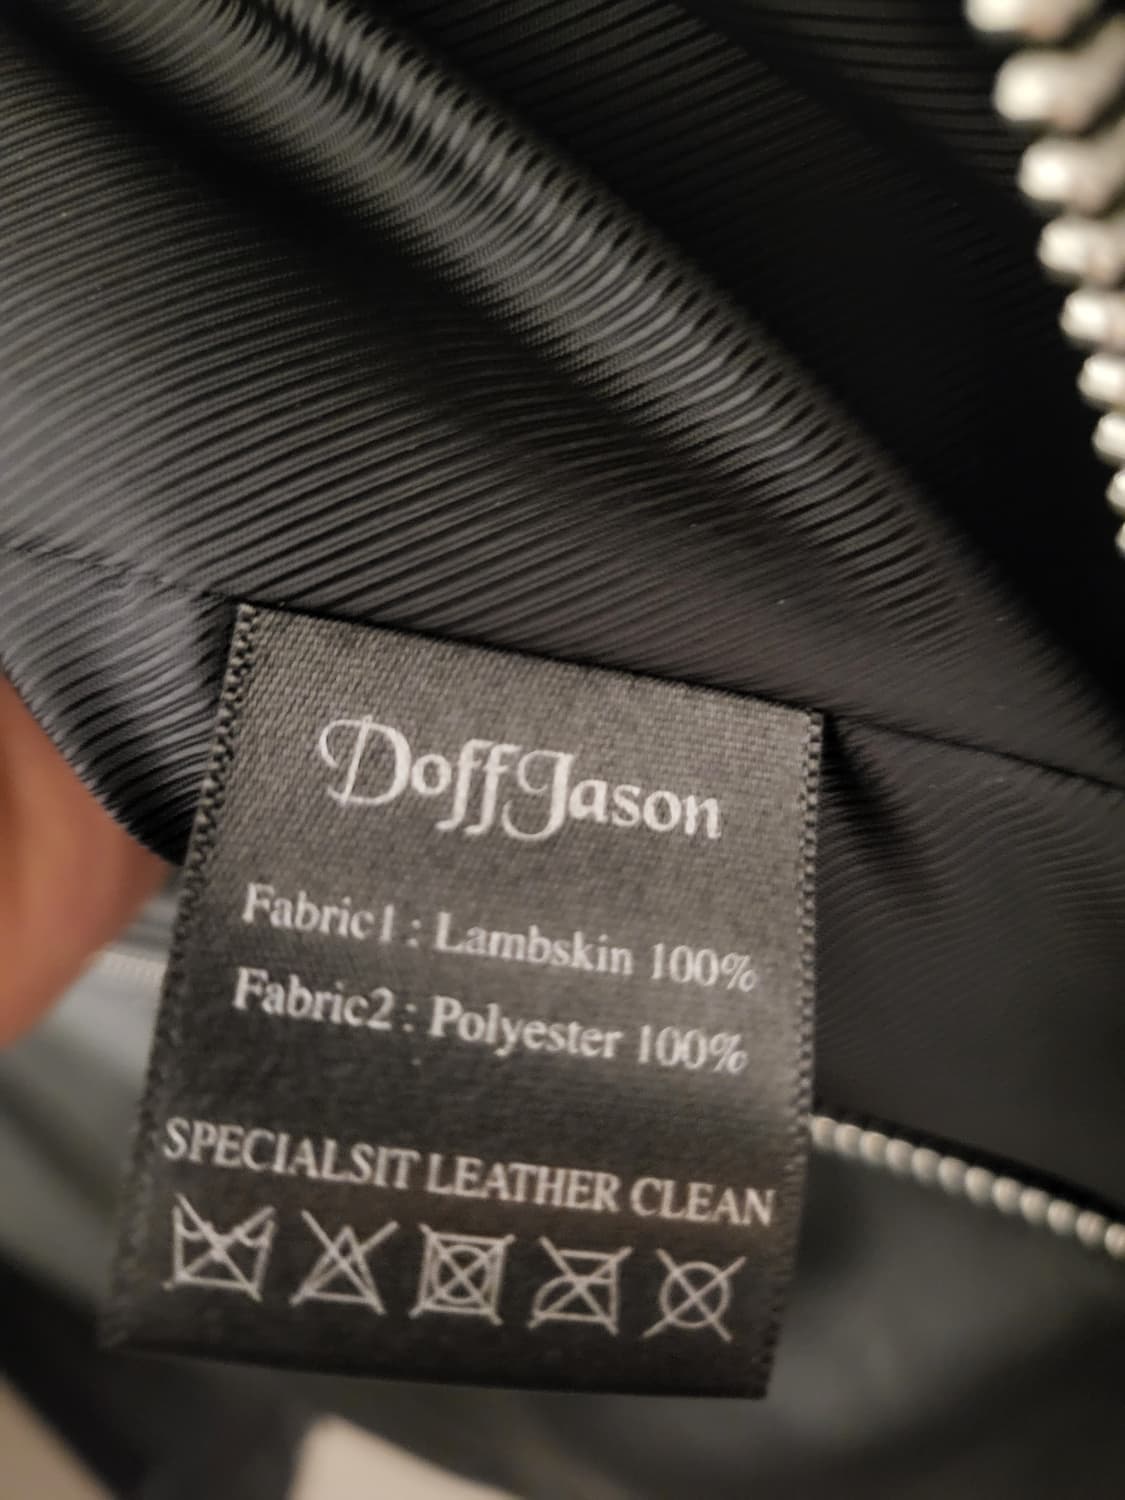 DoffJason
Fabric1 : Lambskin 100%
Fabric2 : Polyester 100%
SPECIALSIT LEATHER CLEAN